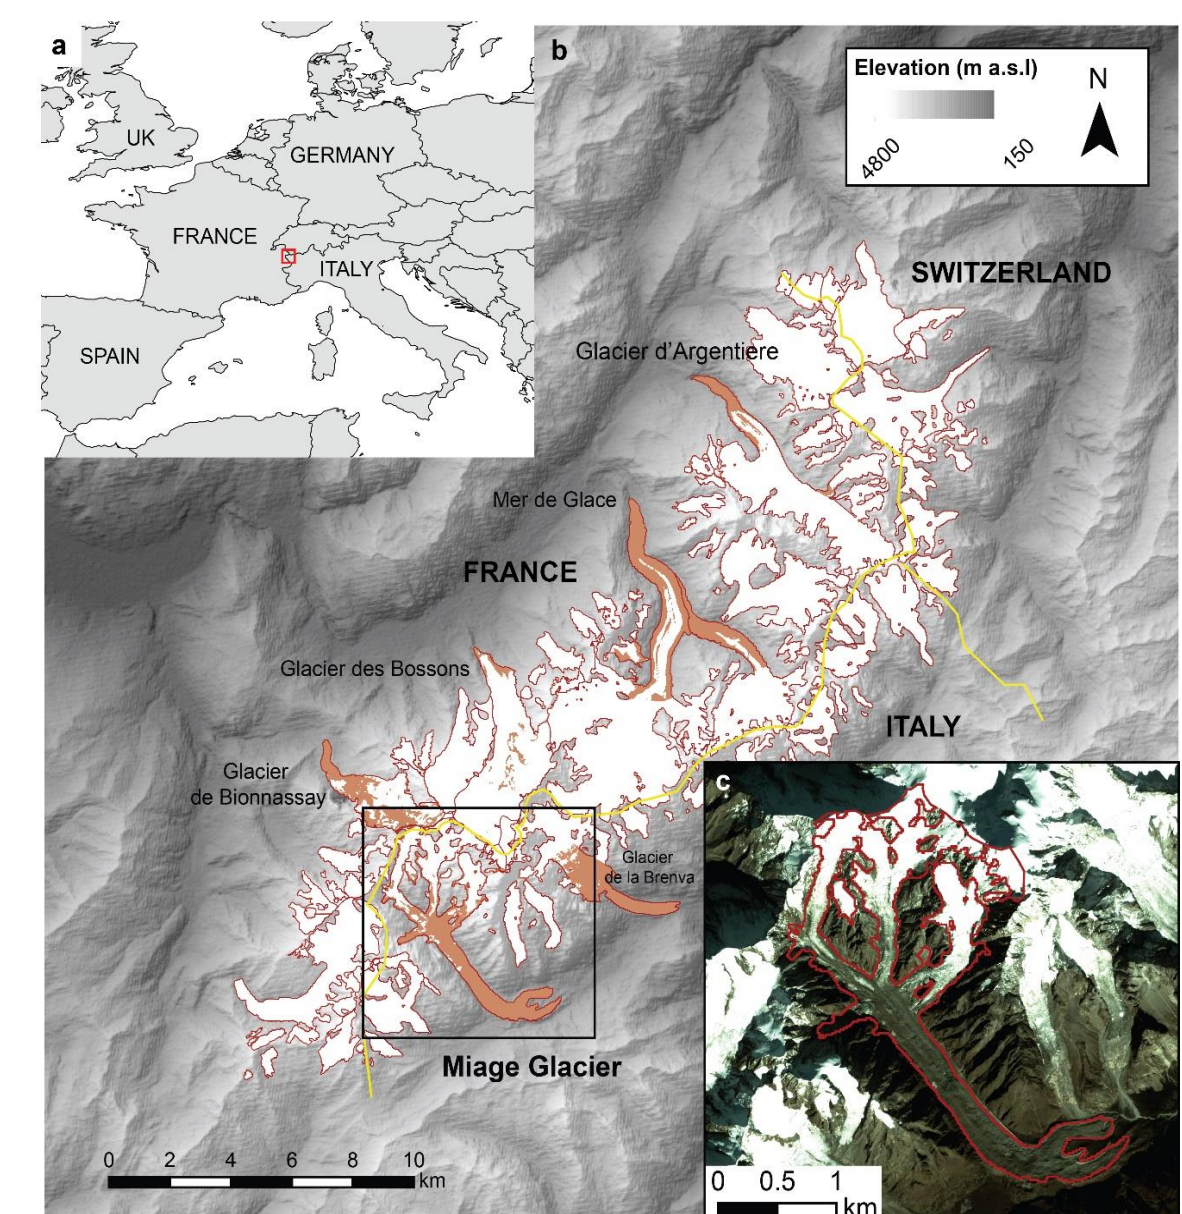 a
UK
GERMANY
FRANCE
ITALY
SPAIN
b
Elevation (m a.s.l)
4800
150
N
SWITZERLAND
Glacier d'Argentiere
Mer de Glace
FRANCE
Glacier des Bossons
ITALY
Glacier
de Bionnassay
Glacier
de la Brenva
Miage Glacier
0 2 4 6 8 10
km
c
0 0.5 1
km